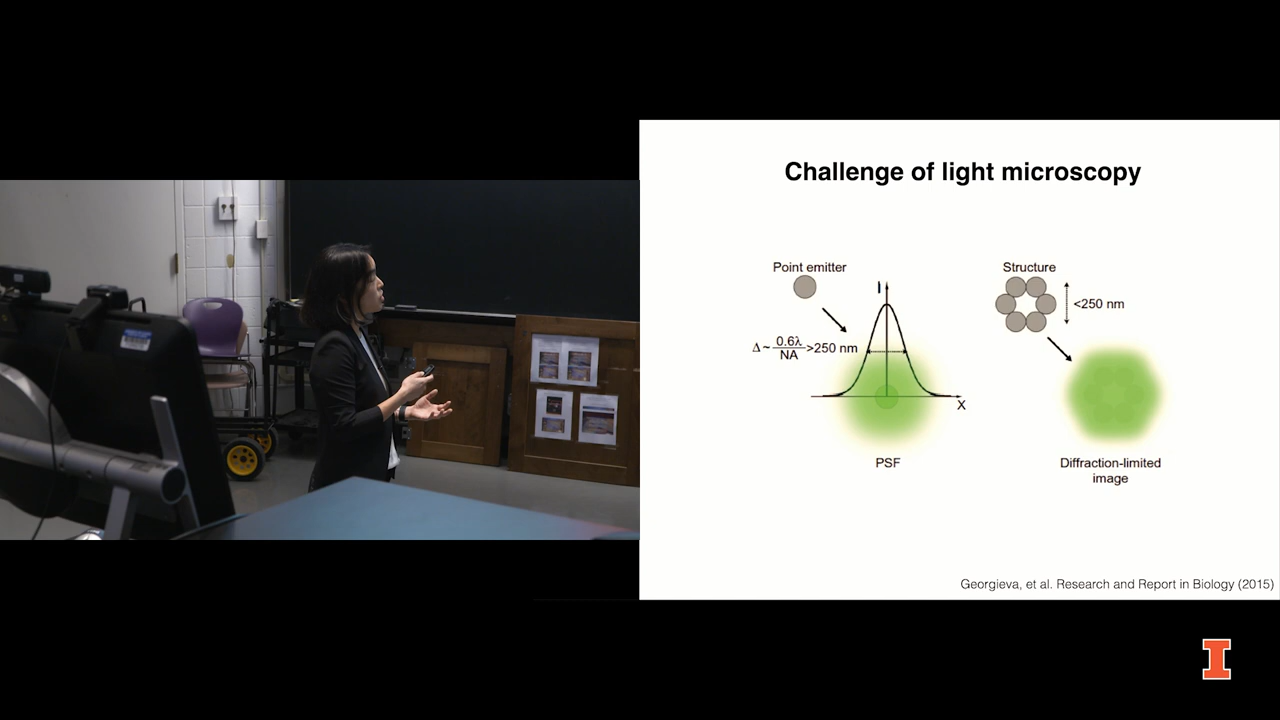 Challenge of light microscopy
Point emitter
I
Δ ~ 0.6λ/NA >250 nm
X
PSF
Structure
<250 nm
Diffraction-limited
image
Georgieva, et al. Research and Report in Biology (2015)
I